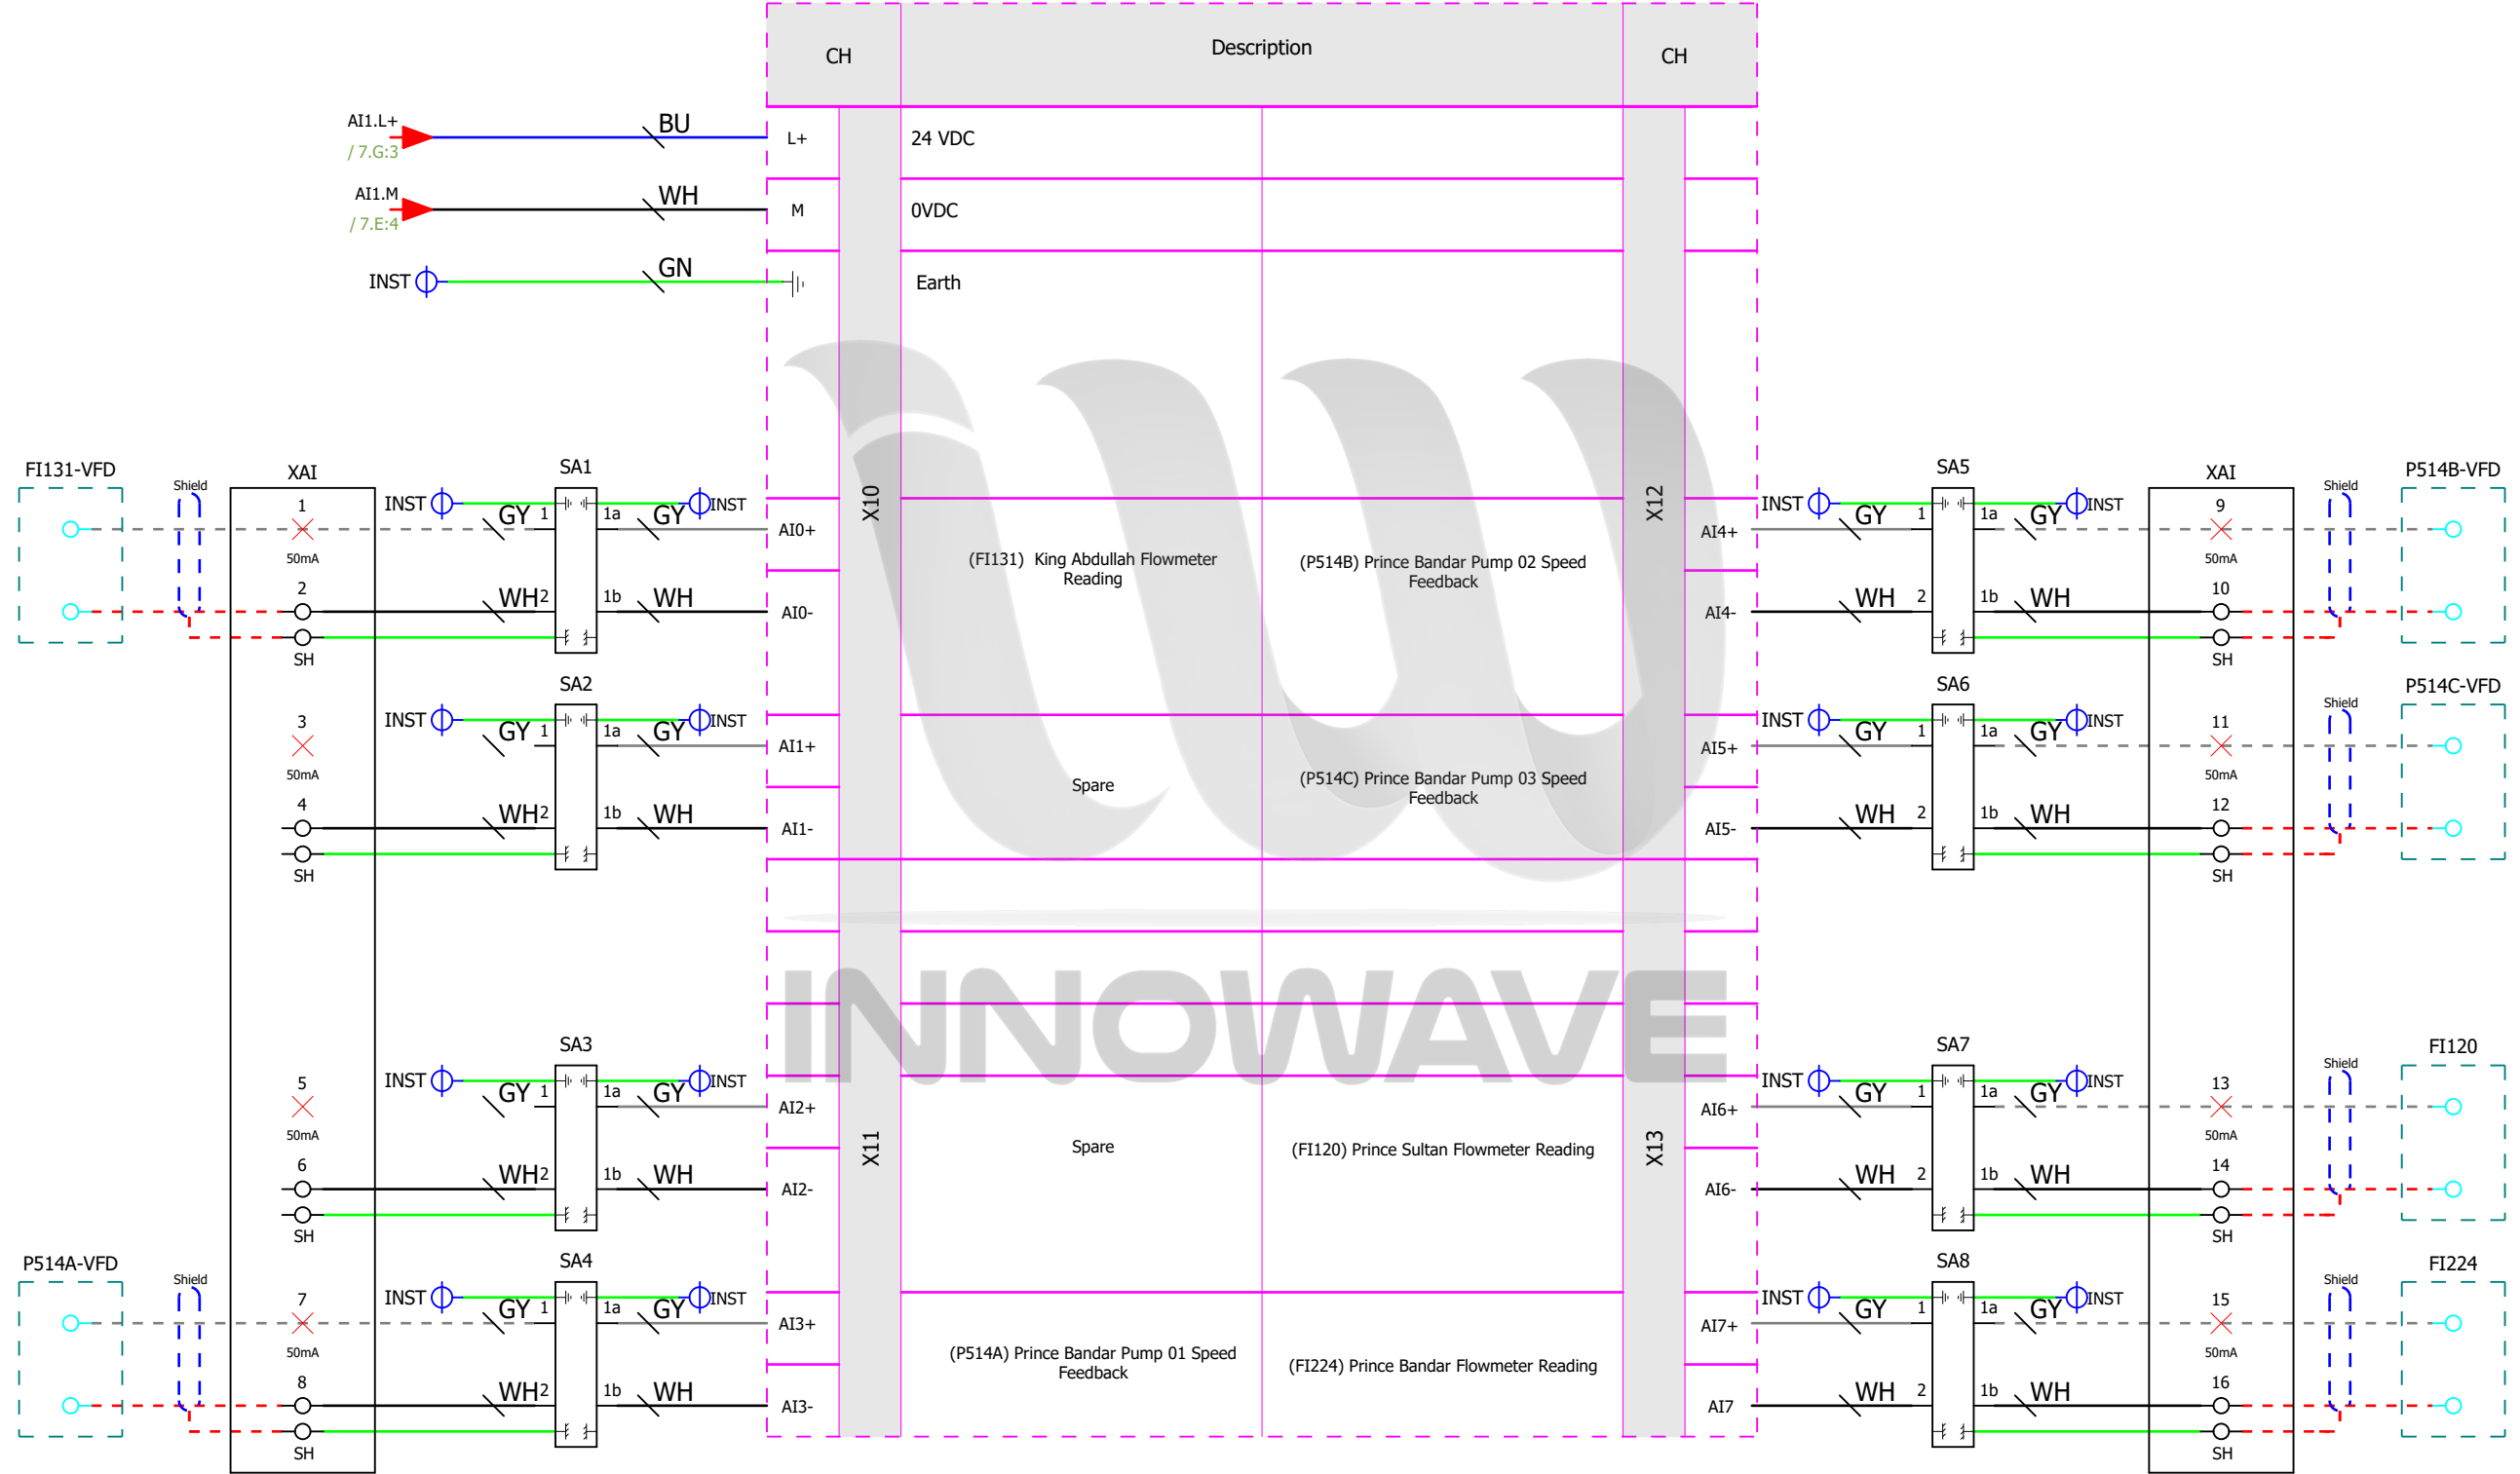 CH
Description
CH
AI1.L+
/ 7.G:3
BU
L+
24 VDC
AI1.M
/ 7.E:4
WH
M
0VDC
INST
GN
Earth
X10
X12
FI131-VFD
Shield
XAI
1
50mA
2
SH
INST
GY
1
SA1
1a
GY
INST
WH
2
1b
WH
AI0+
AI0-
(FI131) King Abdullah Flowmeter
Reading
(P514B) Prince Bandar Pump 02 Speed
Feedback
AI4+
AI4-
INST
GY
1
SA5
1a
GY
INST
WH
2
1b
WH
XAI
9
50mA
10
SH
Shield
P514B-VFD
3
50mA
4
SH
INST
GY
1
SA2
1a
GY
INST
WH
2
1b
WH
AI1+
AI1-
Spare
(P514C) Prince Bandar Pump 03 Speed
Feedback
AI5+
AI5-
INST
GY
1
SA6
1a
GY
INST
WH
2
1b
WH
11
50mA
12
SH
Shield
P514C-VFD
INNOWAVE
X11
X13
5
50mA
6
SH
INST
GY
1
SA3
1a
GY
INST
WH
2
1b
WH
AI2+
AI2-
Spare
(FI120) Prince Sultan Flowmeter Reading
AI6+
AI6-
INST
GY
1
SA7
1a
GY
INST
WH
2
1b
WH
13
50mA
14
SH
Shield
FI120
P514A-VFD
Shield
7
50mA
8
SH
INST
GY
1
SA4
1a
GY
INST
WH
2
1b
WH
AI3+
AI3-
(P514A) Prince Bandar Pump 01 Speed
Feedback
(FI224) Prince Bandar Flowmeter Reading
AI7+
AI7
INST
GY
1
SA8
1a
GY
INST
WH
2
1b
WH
15
50mA
16
SH
Shield
FI224